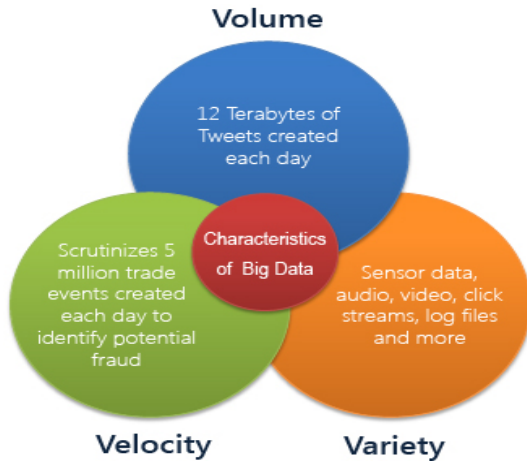 Volume
12 Terabytes of
Tweets created
each day
Characteristics
of Big Data
Scrutinizes 5
million trade
events created
each day to
identify potential
fraud
Sensor data,
audio, video, click
streams, log files
and more
Velocity
Variety